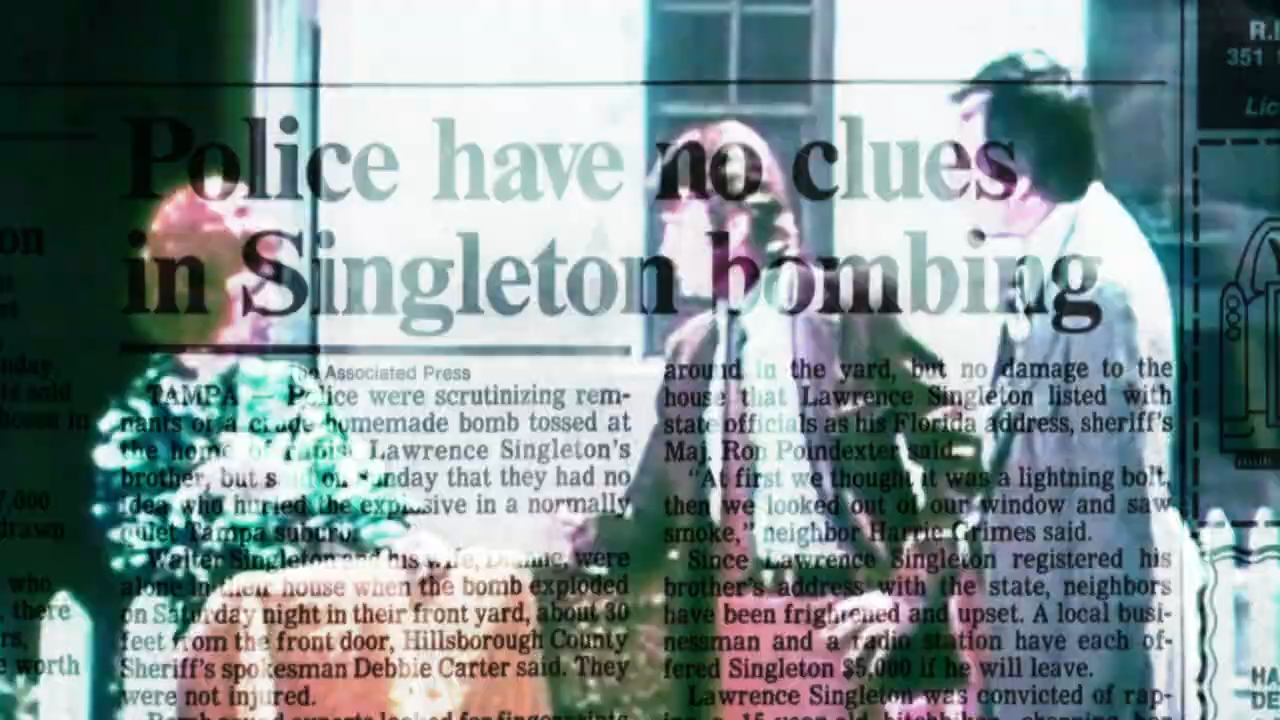 Police have no clues
in Singleton bombing
The Associated Press
TAMPA — Police were scrutinizing rem-
nants of a crude homemade bomb tossed at
the home of rapist Lawrence Singleton's
brother, but said Sunday that they had no
idea who hurled the explosive in a normally
quiet Tampa suburb.
Walter Singleton and his wife, Dianne, were
alone in their house when the bomb exploded
on Saturday night in their front yard, about 30
feet from the front door, Hillsborough County
Sheriff's spokesman Debbie Carter said. They
were not injured.
around in the yard, but no damage to the
house that Lawrence Singleton listed with
state officials as his Florida address, sheriff's
Maj. Ron Poindexter said.
"At first we thought it was a lightning bolt,
then we looked out of our window and saw
smoke," neighbor Harrie Grimes said.
Since Lawrence Singleton registered his
brother's address with the state, neighbors
have been frightened and upset. A local busi-
nessman and a radio station have each of-
fered Singleton $5,000 if he will leave.
Lawrence Singleton was convicted of rap-
on
who
, there
worth
drawn
351